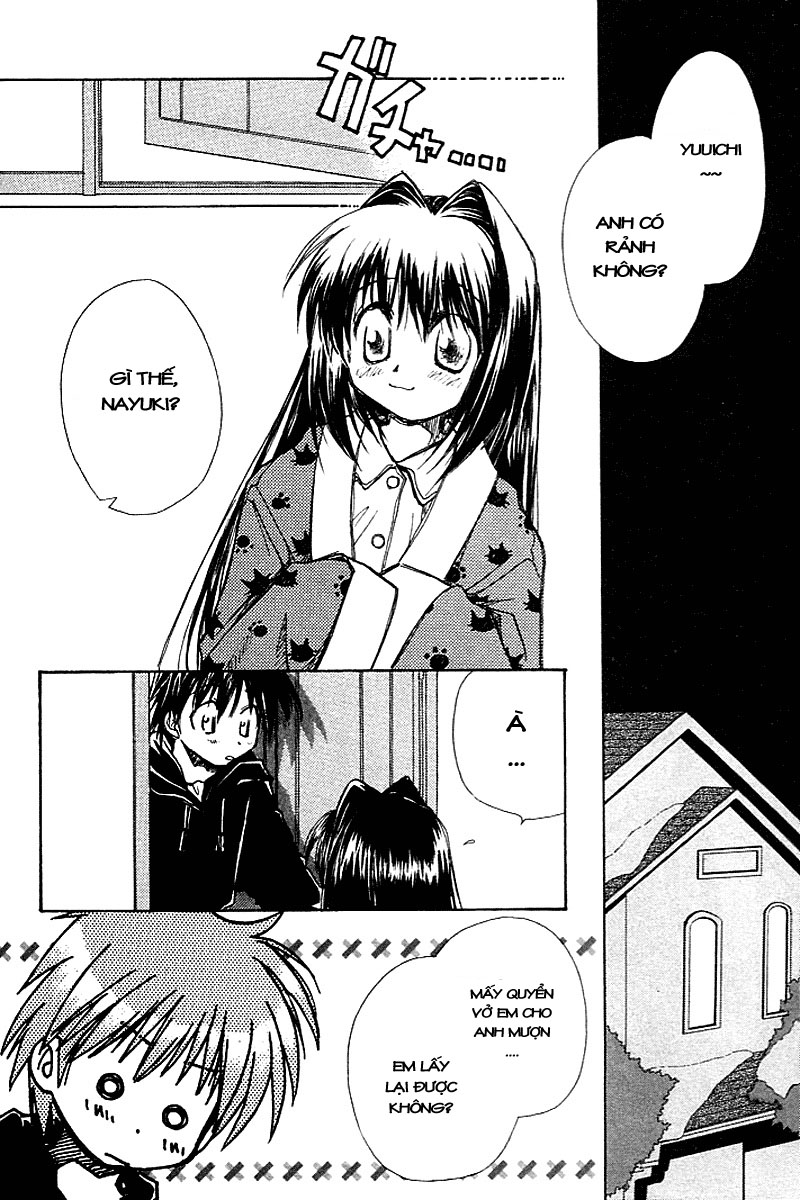 YUUICHI
~~
ANH CÓ
RẢNH
KHÔNG?
ガチャ....
GÌ THẾ,
NAYUKI?
À
...
MẤY QUYỂN
VỞ EM CHO
ANH MƯỢN
....
EM LẤY
LẠI ĐƯỢC
KHÔNG?